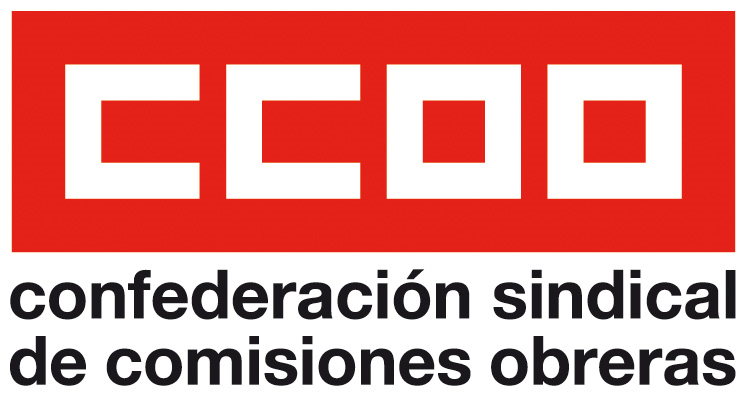 CCOO
confederación sindical
de comisiones obreras